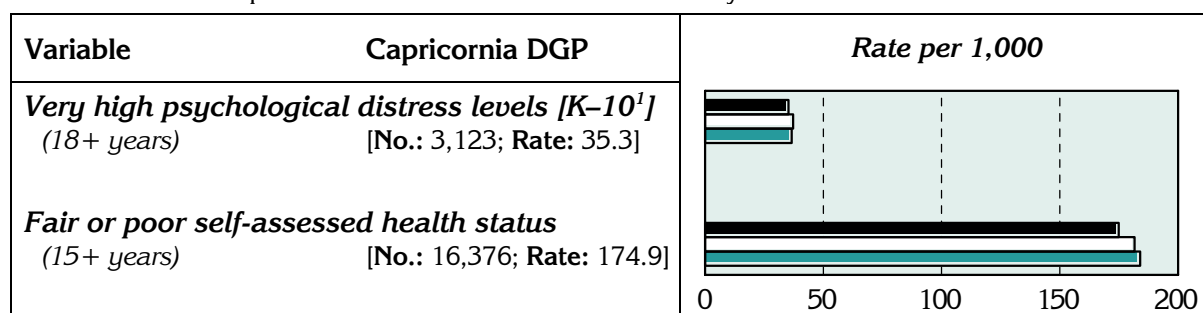 Variable Capricornia DGP Rate per 1,000
Very high psychological distress levels [K–10¹]
(18+ years) [No.: 3,123; Rate: 35.3]
Fair or poor self-assessed health status
(15+ years) [No.: 16,376; Rate: 174.9]
0 50 100 150 200